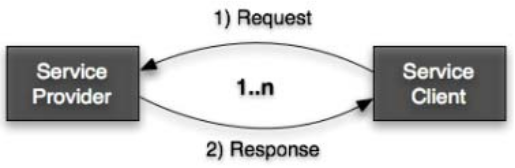 1) Request
Service
Provider
1..n
Service
Client
2) Response